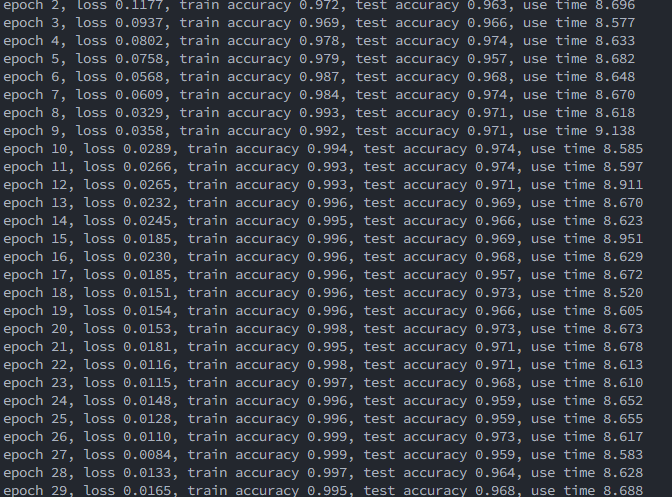 epoch 2, loss 0.1177, train accuracy 0.972, test accuracy 0.963, use time 8.696
epoch 3, loss 0.0937, train accuracy 0.969, test accuracy 0.966, use time 8.577
epoch 4, loss 0.0802, train accuracy 0.978, test accuracy 0.974, use time 8.633
epoch 5, loss 0.0758, train accuracy 0.979, test accuracy 0.957, use time 8.682
epoch 6, loss 0.0568, train accuracy 0.987, test accuracy 0.968, use time 8.648
epoch 7, loss 0.0609, train accuracy 0.984, test accuracy 0.974, use time 8.670
epoch 8, loss 0.0329, train accuracy 0.993, test accuracy 0.971, use time 8.618
epoch 9, loss 0.0358, train accuracy 0.992, test accuracy 0.971, use time 9.138
epoch 10, loss 0.0289, train accuracy 0.994, test accuracy 0.974, use time 8.585
epoch 11, loss 0.0266, train accuracy 0.993, test accuracy 0.974, use time 8.597
epoch 12, loss 0.0265, train accuracy 0.993, test accuracy 0.971, use time 8.911
epoch 13, loss 0.0232, train accuracy 0.996, test accuracy 0.969, use time 8.670
epoch 14, loss 0.0245, train accuracy 0.995, test accuracy 0.966, use time 8.623
epoch 15, loss 0.0185, train accuracy 0.996, test accuracy 0.969, use time 8.951
epoch 16, loss 0.0230, train accuracy 0.996, test accuracy 0.968, use time 8.629
epoch 17, loss 0.0185, train accuracy 0.996, test accuracy 0.957, use time 8.672
epoch 18, loss 0.0151, train accuracy 0.996, test accuracy 0.973, use time 8.520
epoch 19, loss 0.0154, train accuracy 0.996, test accuracy 0.966, use time 8.605
epoch 20, loss 0.0153, train accuracy 0.998, test accuracy 0.973, use time 8.673
epoch 21, loss 0.0181, train accuracy 0.995, test accuracy 0.971, use time 8.678
epoch 22, loss 0.0116, train accuracy 0.998, test accuracy 0.971, use time 8.613
epoch 23, loss 0.0115, train accuracy 0.997, test accuracy 0.968, use time 8.610
epoch 24, loss 0.0148, train accuracy 0.996, test accuracy 0.959, use time 8.652
epoch 25, loss 0.0128, train accuracy 0.996, test accuracy 0.959, use time 8.655
epoch 26, loss 0.0110, train accuracy 0.999, test accuracy 0.973, use time 8.617
epoch 27, loss 0.0084, train accuracy 0.999, test accuracy 0.959, use time 8.583
epoch 28, loss 0.0133, train accuracy 0.997, test accuracy 0.964, use time 8.628
epoch 29, loss 0.0165, train accuracy 0.995, test accuracy 0.968, use time 8.688